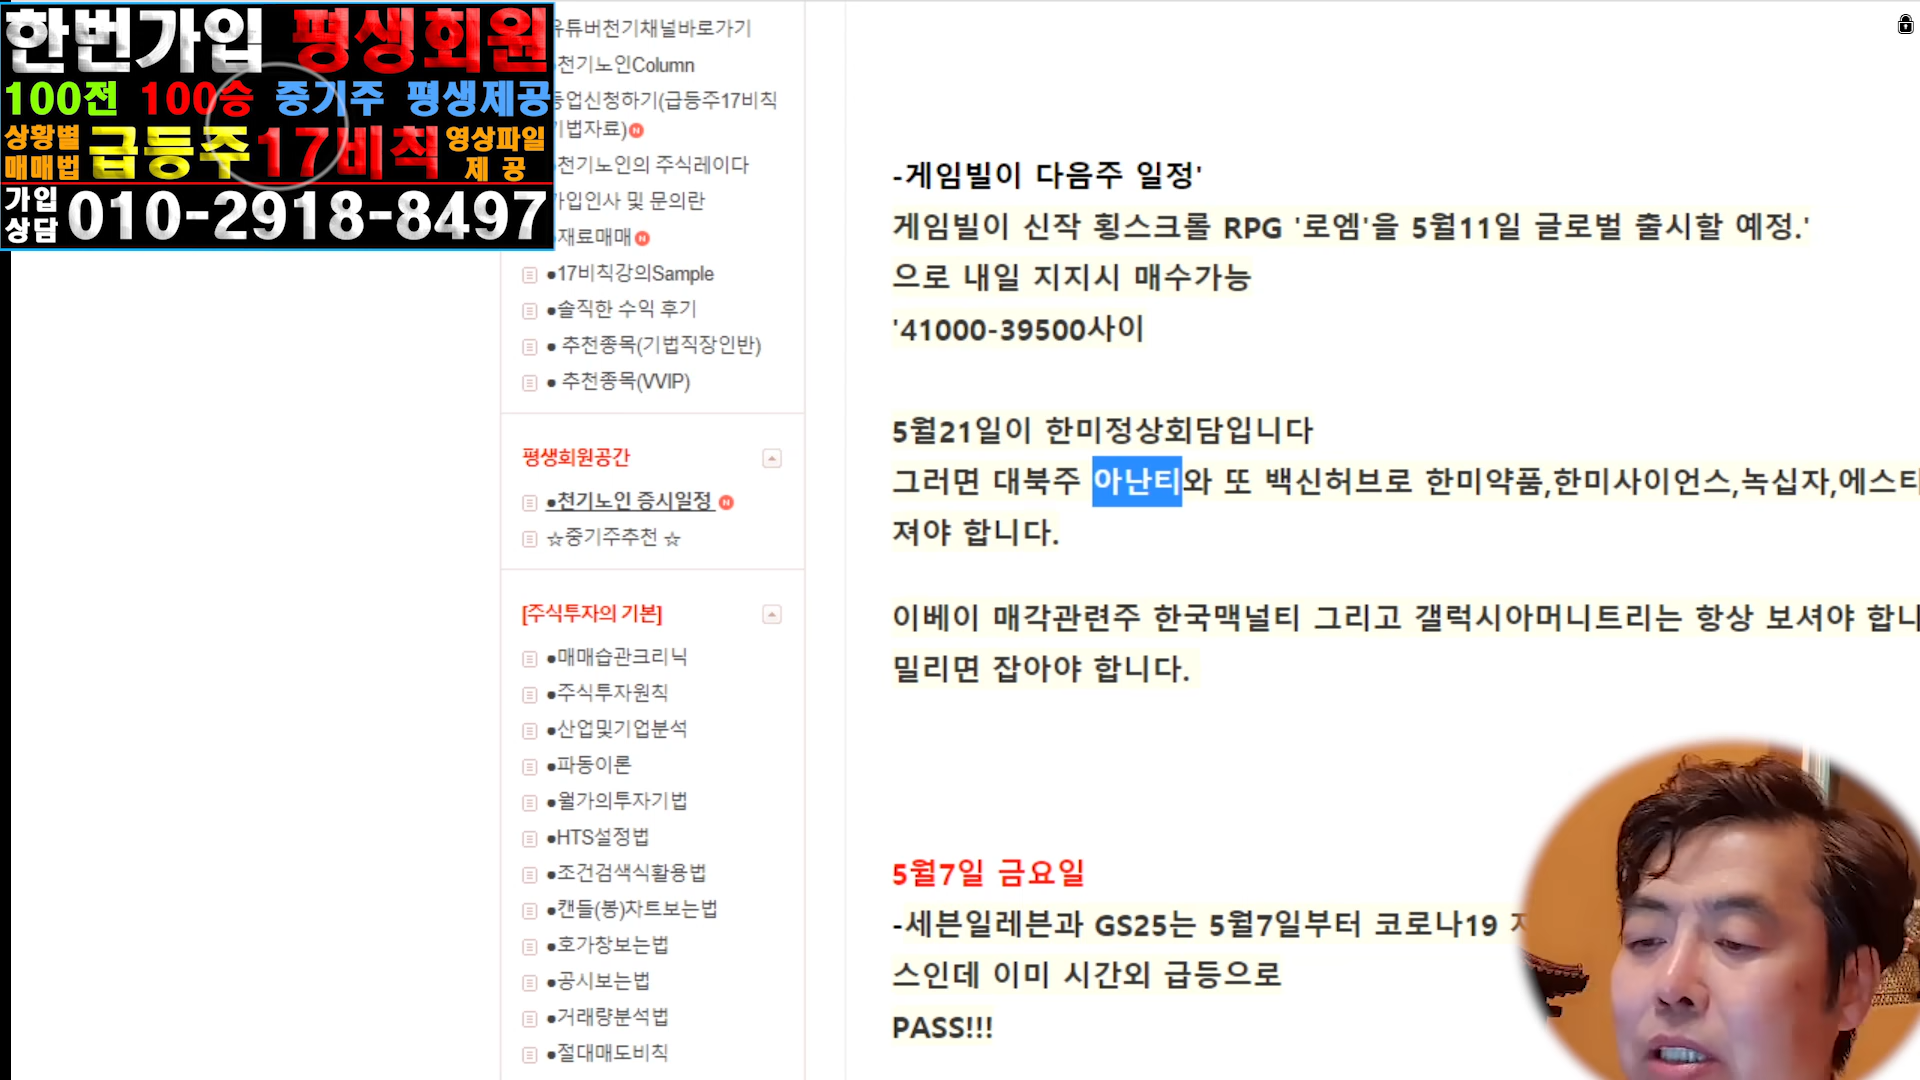 한번가입 평생회원
100전 100승 중기주 평생제공
상황별 매매법 급등주17비칙 영상파일 제공
가입상담 010-2918-8497
유튜버천기채널바로가기
천기노인Column
등업신청하기(급등주17비칙
기법자료)
천기노인의 주식레이다
가입인사 및 문의란
재료매매
●17비칙강의Sample
●솔직한 수익 후기
● 추천종목(기법직장인반)
● 추천종목(VVIP)
평생회원공간
●천기노인 증시일정
☆중기주추천 ☆
[주식투자의 기본]
●매매습관크리닉
●주식투자원칙
●산업및기업분석
●파동이론
●월가의투자기법
●HTS설정법
●조건검색식활용법
●캔들(봉)차트보는법
●호가창보는법
●공시보는법
●거래량분석법
●절대매도비칙
-게임빌이 다음주 일정'
게임빌이 신작 횡스크롤 RPG '로엠'을 5월11일 글로벌 출시할 예정.'
으로 내일 지지시 매수가능
'41000-39500사이
5월21일이 한미정상회담입니다
그러면 대북주 아난티와 또 백신허브로 한미약품,한미사이언스,녹십자,에스티
져야 합니다.
이베이 매각관련주 한국맥널티 그리고 갤럭시아머니트리는 항상 보셔야 합니
밀리면 잡아야 합니다.
5월7일 금요일
-세븐일레븐과 GS25는 5월7일부터 코로나19
스인데 이미 시간외 급등으로
PASS!!!